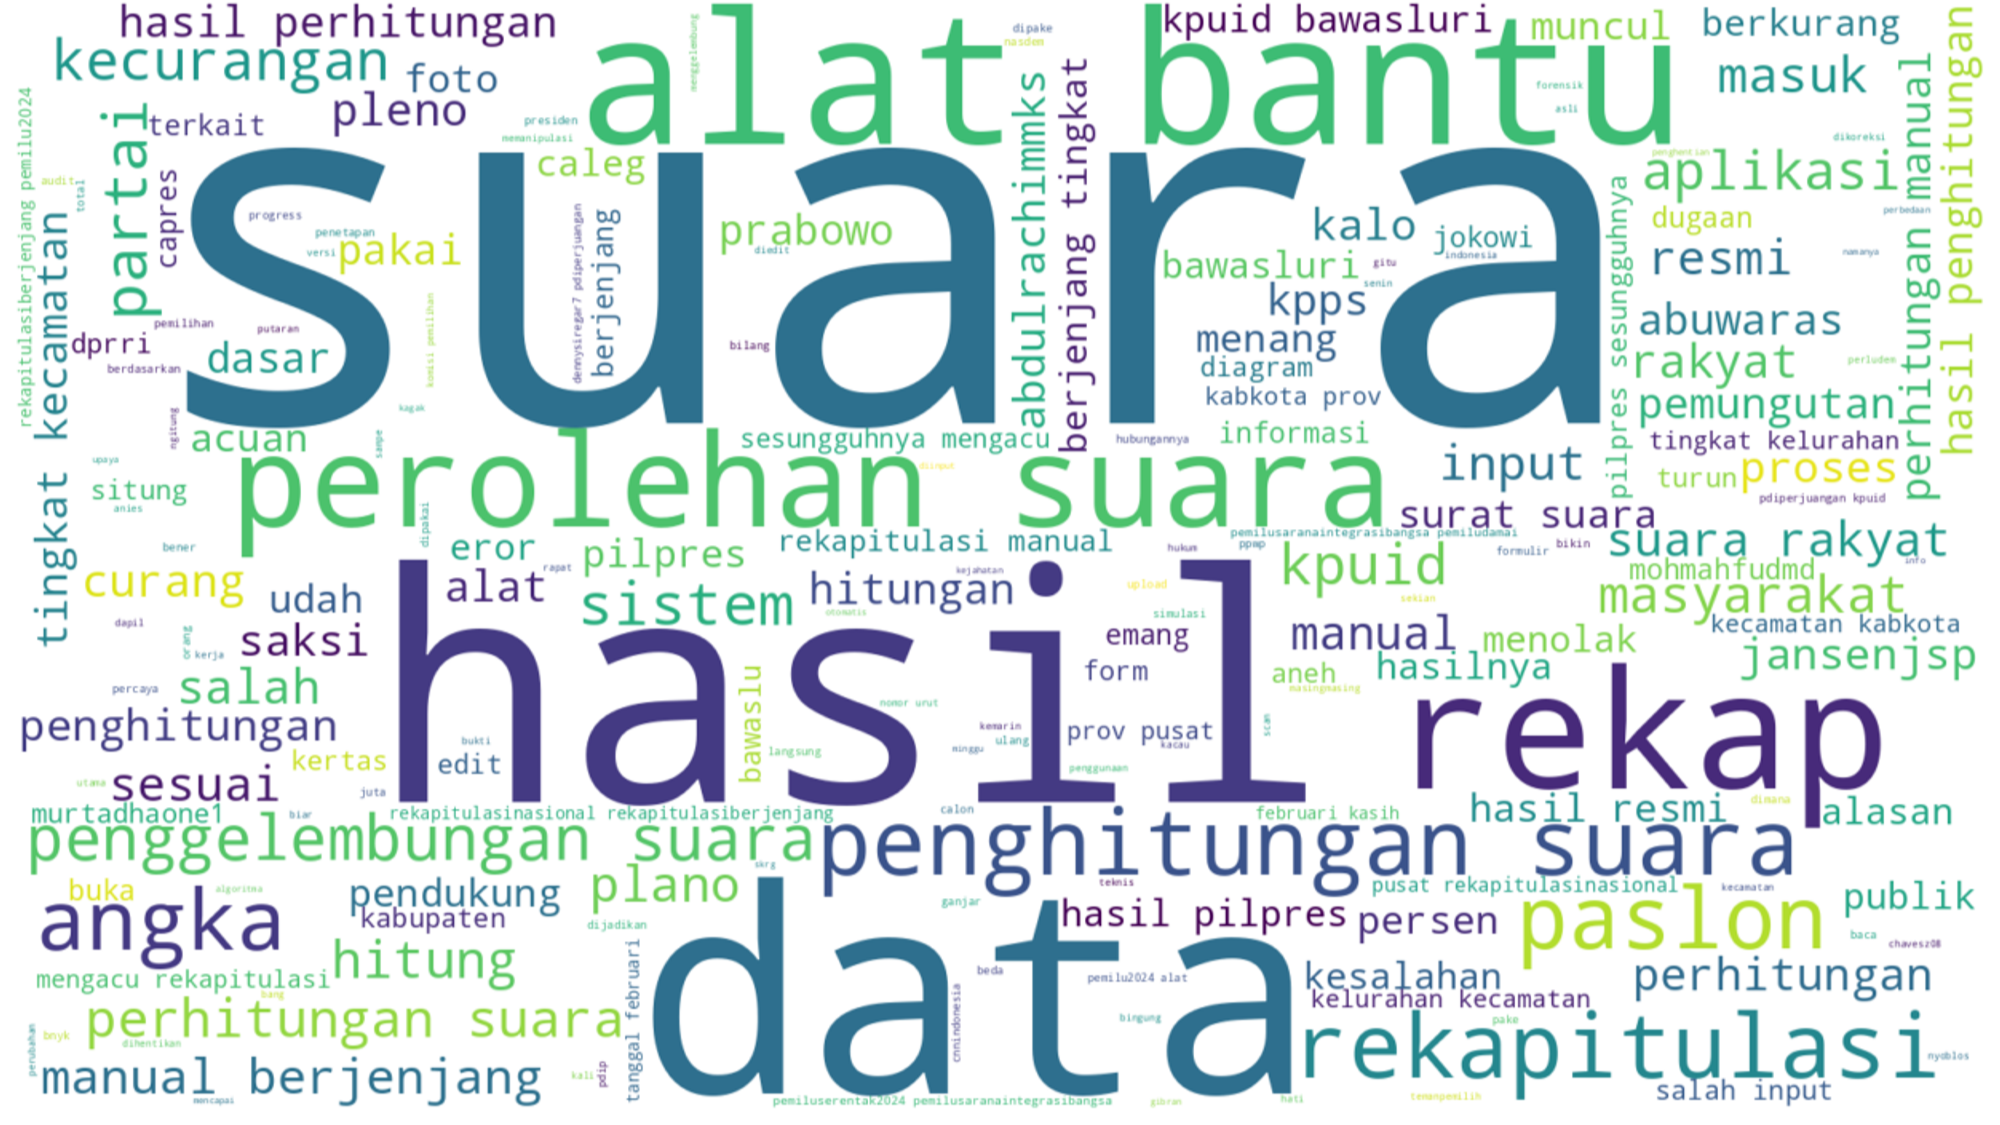 hasil perhitungan
kecurangan
foto
pleno
terkait
partai
capres
rekapitulasiberjenjang pemilu2024
audit
total
tingkat kecamatan
alat bantu
menggelembung
dipake
nasdem
presiden
memanipulasi
caleg
kpuid bawasluri
muncul
berkurang
masuk
forensik
asli
dikoreksi
penghentian
aplikasi
dugaan
perbedaan
resmi
namanya
perhitungan manual
hasil penghitungan
suara
progress
penetapan
versi
pakai
dennysiregar7 pdiperjuangan
berjenjang
prabowo
diedit
abdulrachimmks
berjenjang tingkat
kalo
jokowi
indonesia
bawasluri
gitu
senin
kpps
menang
diagram
kabkota prov
pilpres sesungguhnya
abuwaras
rakyat
perludem
pemungutan
tingkat kelurahan
turun
proses
pdiperjuangan kpuid
pemilihan
dprri
putaran
berdasarkan
dasar
komisi pemilihan
bilang
kagak
ngitung
acuan
sampe
upaya
situng
anies
sesungguhnya mengacu
hubungannya
informasi
input
perolehan suara
diinput
dipakai
surat suara
bener
eror
pilpres
rekapitulasi manual
pemilusaranaintegrasibangsa pemiludamai
hukum
ppwp
formulir
bikin
suara rakyat
info
curang
udah
alat
rapat
sistem
hitungan
kejahatan
otomatis
upload
kpuid
sekian
mohmahfudmd
masyarakat
dapil
orang
kerja
saksi
simulasi
emang
manual
menolak
kecamatan kabkota
jansenjsp
percaya
salah
hasil
form
aneh
hasilnya
masingmasing
rekap
penghitungan
bukti
edit
kertas
bawaslu
langsung
nomor urut
kemarin
minggu
ulang
prov pusat
kacau
scan
penggunaan
utama
sesuai
juta
murtadhaone1
biar
rekapitulasinasional rekapitulasiberjenjang
calon
februari kasih
hasil resmi
dimana
alasan
penggelembungan suara
penghitungan suara
skrg
buka
algoritma
angka
pendukung
kabupaten
plano
dijadikan
ganjar
teknis
pusat rekapitulasinasional
kecamatan
publik
hasil pilpres
persen
paslon
baca
chavesz08
mengacu rekapitulasi
hitung
bang
tanggal februari
data
cnnindonesia
beda
pemilu2024 alat
bingung
kesalahan
kelurahan kecamatan
perhitungan
perhitungan suara
perubahan
bnyk
dihentikan
pake
rekapitulasi
nyoblos
manual berjenjang
mencapai
kali
pdip
pemiluserentak2024 pemilusaranaintegrasibangsa
gibran
hati
temanpemilih
salah input